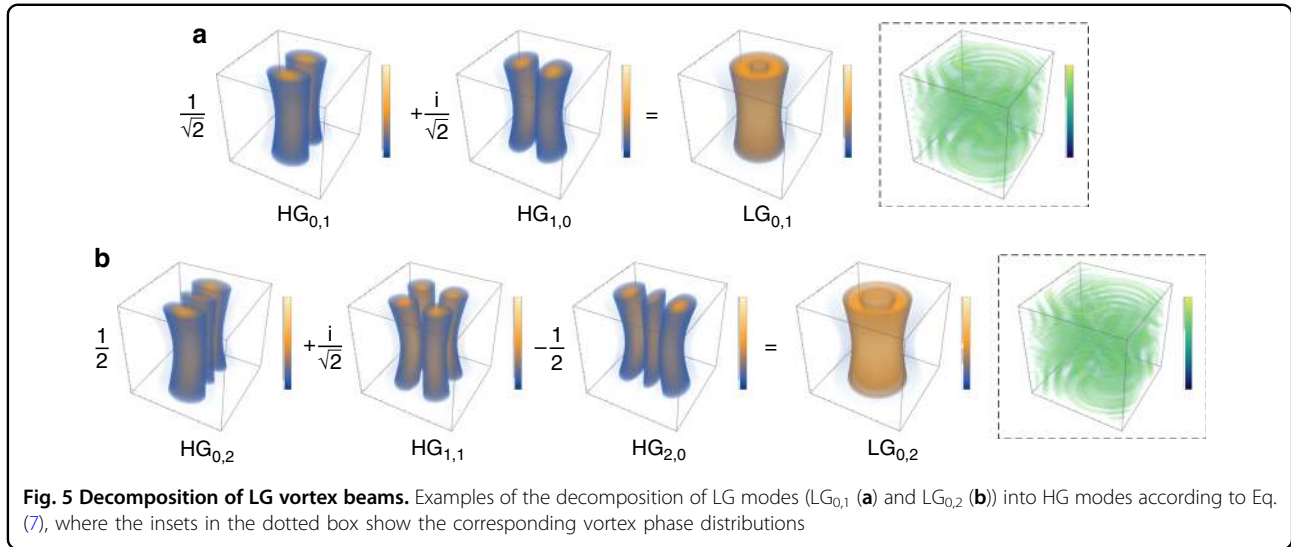 a
1/√2 + i/√2 =
HG0,1 HG1,0 LG0,1
b
1/2 + i/√2 − 1/2 =
HG0,2 HG1,1 HG2,0 LG0,2
Fig. 5 Decomposition of LG vortex beams. Examples of the decomposition of LG modes (LG0,1 (a) and LG0,2 (b)) into HG modes according to Eq.
(7), where the insets in the dotted box show the corresponding vortex phase distributions